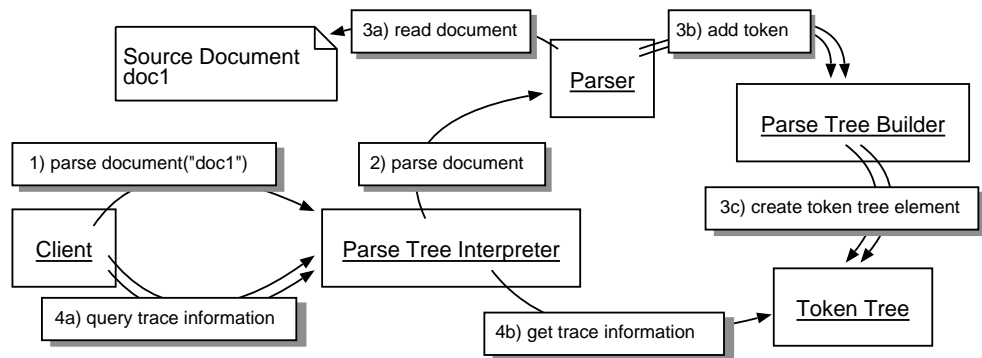 3a) read document
3b) add token
Source Document
doc1
Parser
Parse Tree Builder
1) parse document("doc1")
2) parse document
3c) create token tree element
Client
Parse Tree Interpreter
Token Tree
4a) query trace information
4b) get trace information